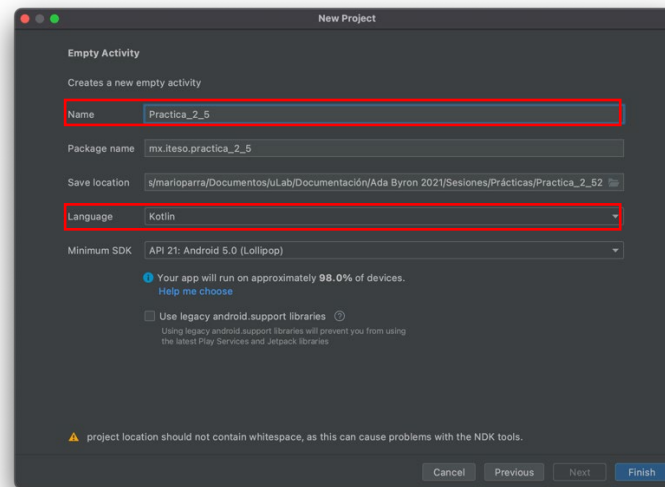 New Project
Empty Activity
Creates a new empty activity
Name Practica_2_5
Package name mx.iteso.practica_2_5
Save location s/marioparra/Documentos/uLab/Documentación/Ada Byron 2021/Sesiones/Prácticas/Practica_2_52
Language Kotlin
Minimum SDK API 21: Android 5.0 (Lollipop)
Your app will run on approximately 98.0% of devices.
Help me choose
Use legacy android.support libraries ?
Using legacy android.support libraries will prevent you from using
the latest Play Services and Jetpack libraries
project location should not contain whitespace, as this can cause problems with the NDK tools.
Cancel Previous Next Finish